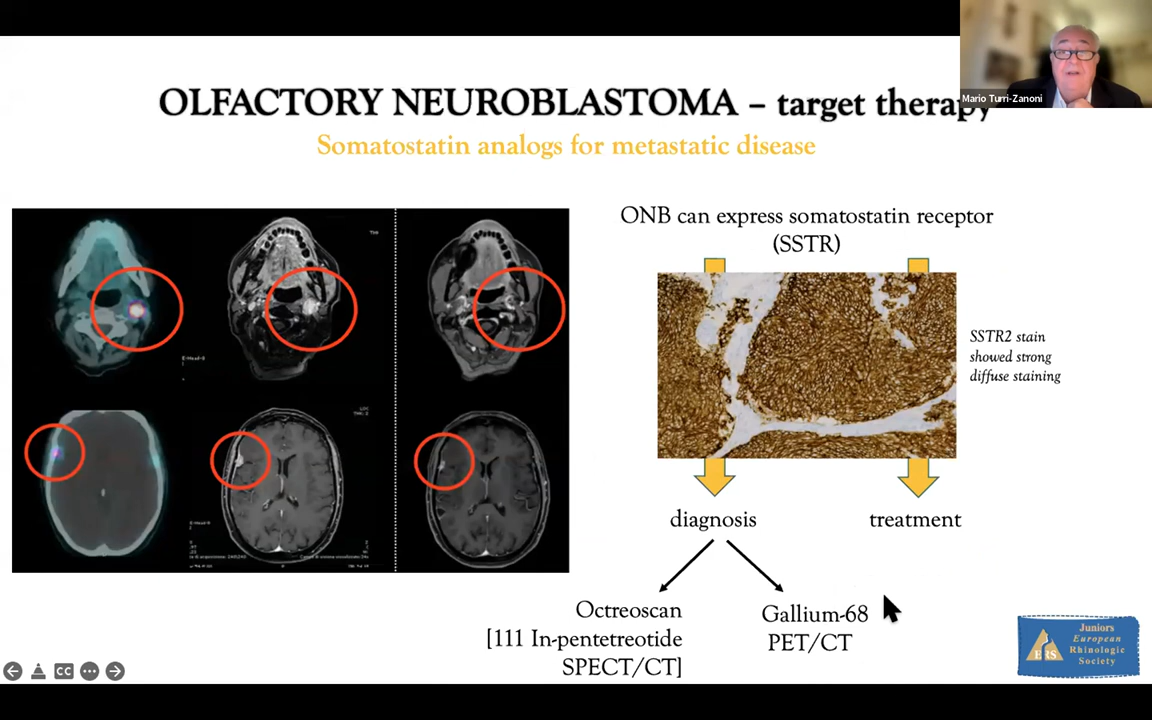 Mario Turri-Zanoni
OLFACTORY NEUROBLASTOMA – target therapy
Somatostatin analogs for metastatic disease
ONB can express somatostatin receptor
(SSTR)
SSTR2 stain
showed strong
diffuse staining
diagnosis
treatment
Octreoscan
[111 In-pentetreotide
SPECT/CT]
Gallium-68
PET/CT
Juniors
European
Rhinologic
Society
ERS
CC